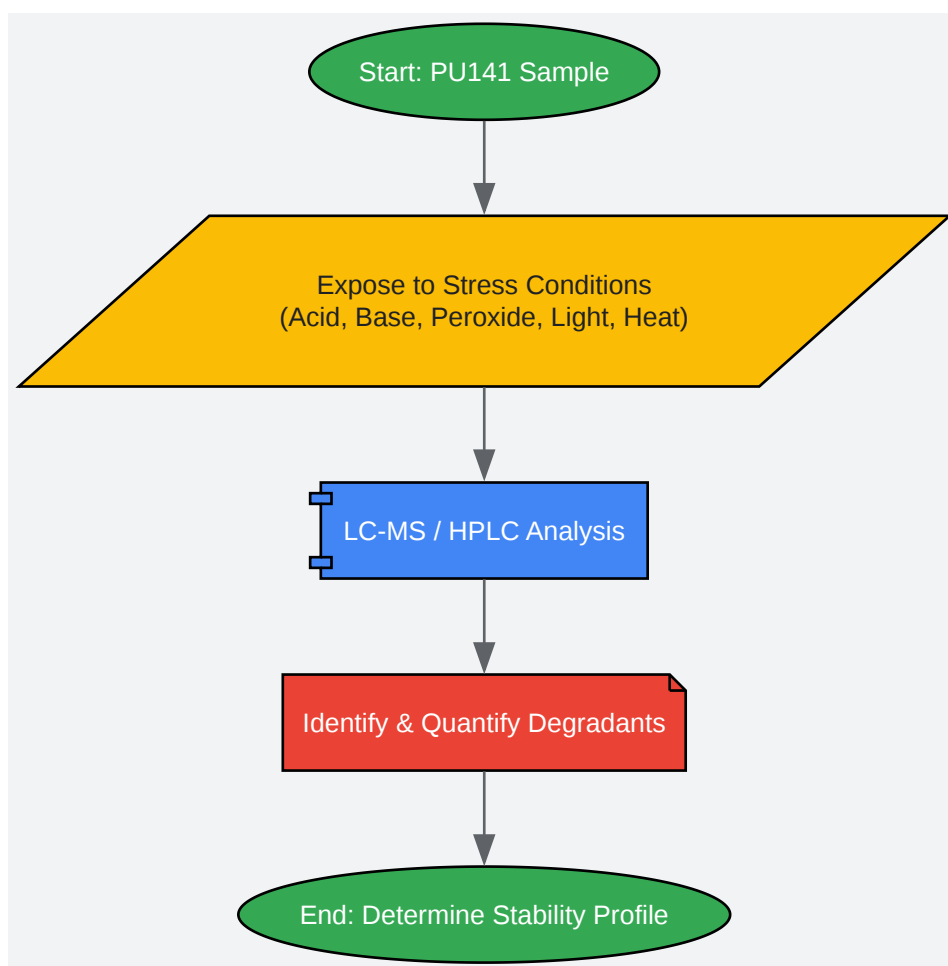 Start: PU141 Sample
Expose to Stress Conditions
(Acid, Base, Peroxide, Light, Heat)
LC-MS / HPLC Analysis
Identify & Quantify Degradants
End: Determine Stability Profile